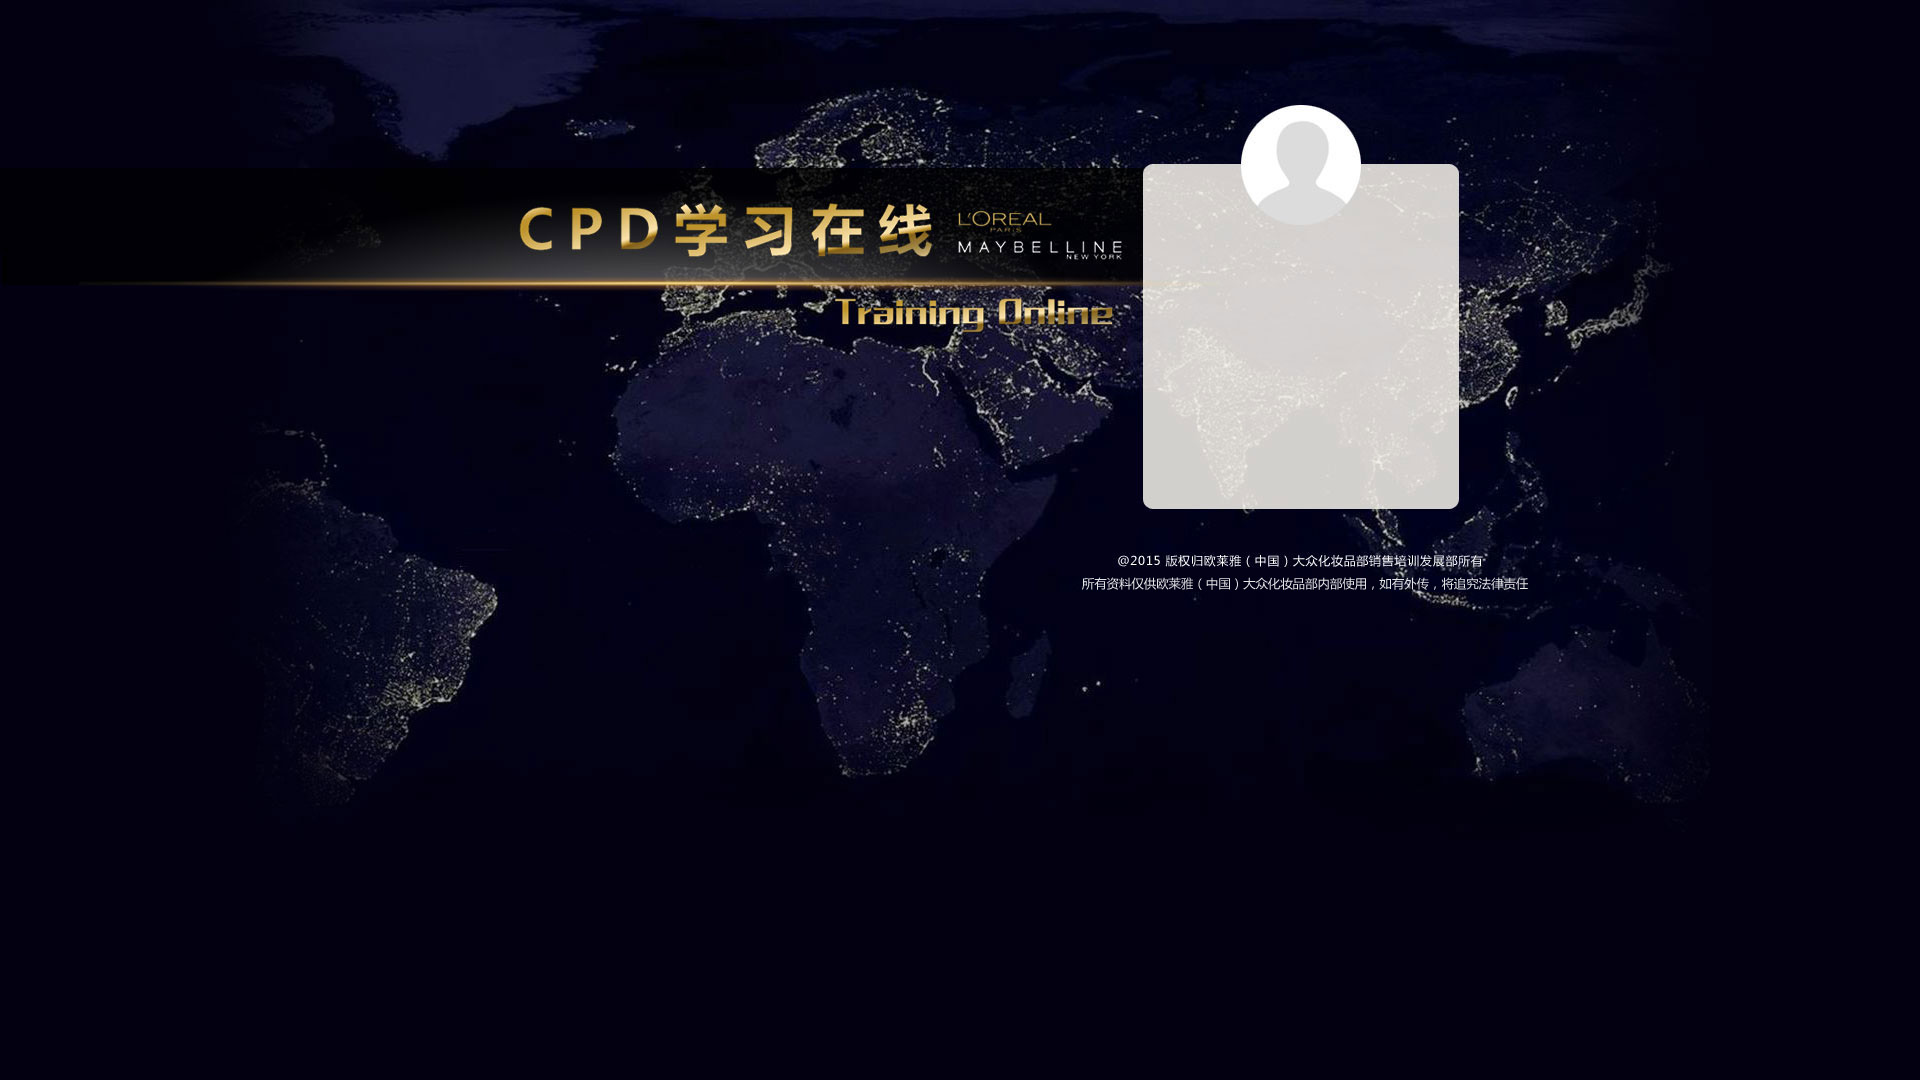 CPD学习在线
L'ORÉAL
PARIS
MAYBELLINE
NEW YORK
Training Online
@2015 版权归欧莱雅（中国）大众化妆品部销售培训发展部所有
所有资料仅供欧莱雅（中国）大众化妆品部内部使用，如有外传，将追究法律责任